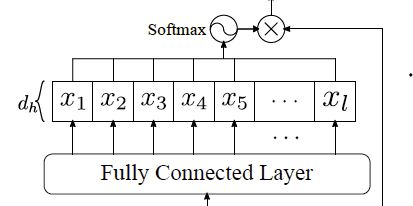 Softmax
d_h x_1 x_2 x_3 x_4 x_5 ... x_l
...
Fully Connected Layer